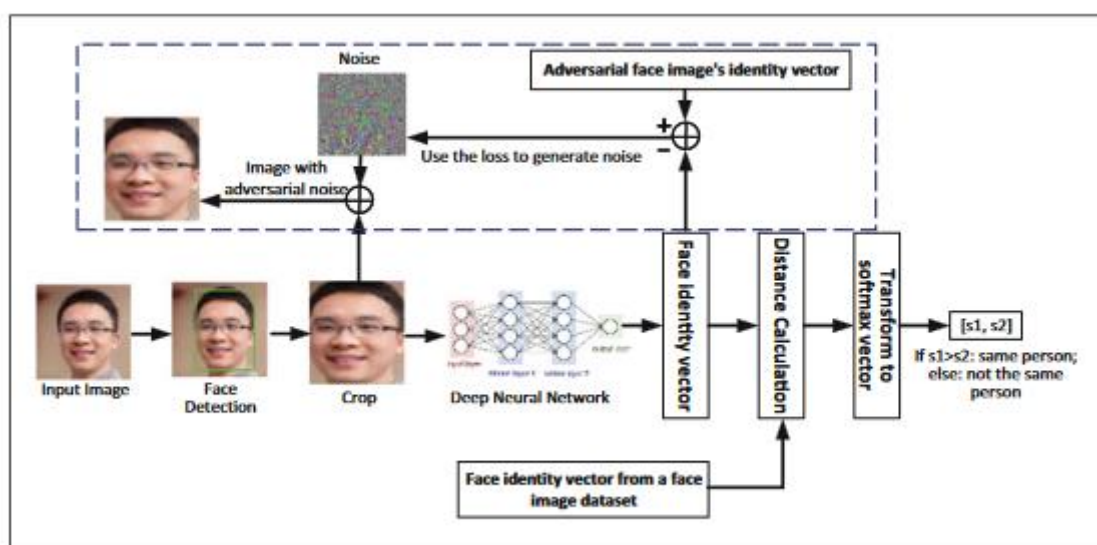 Noise
Adversarial face image's identity vector
+
−
Use the loss to generate noise
Image with
adversarial noise
Input Image
Face
Detection
Crop
Deep Neural Network
Face identity vector
Distance Calculation
Transform to
softmax vector
[s1, s2]
If s1>s2: same person;
else: not the same
person
Face identity vector from a face
image dataset